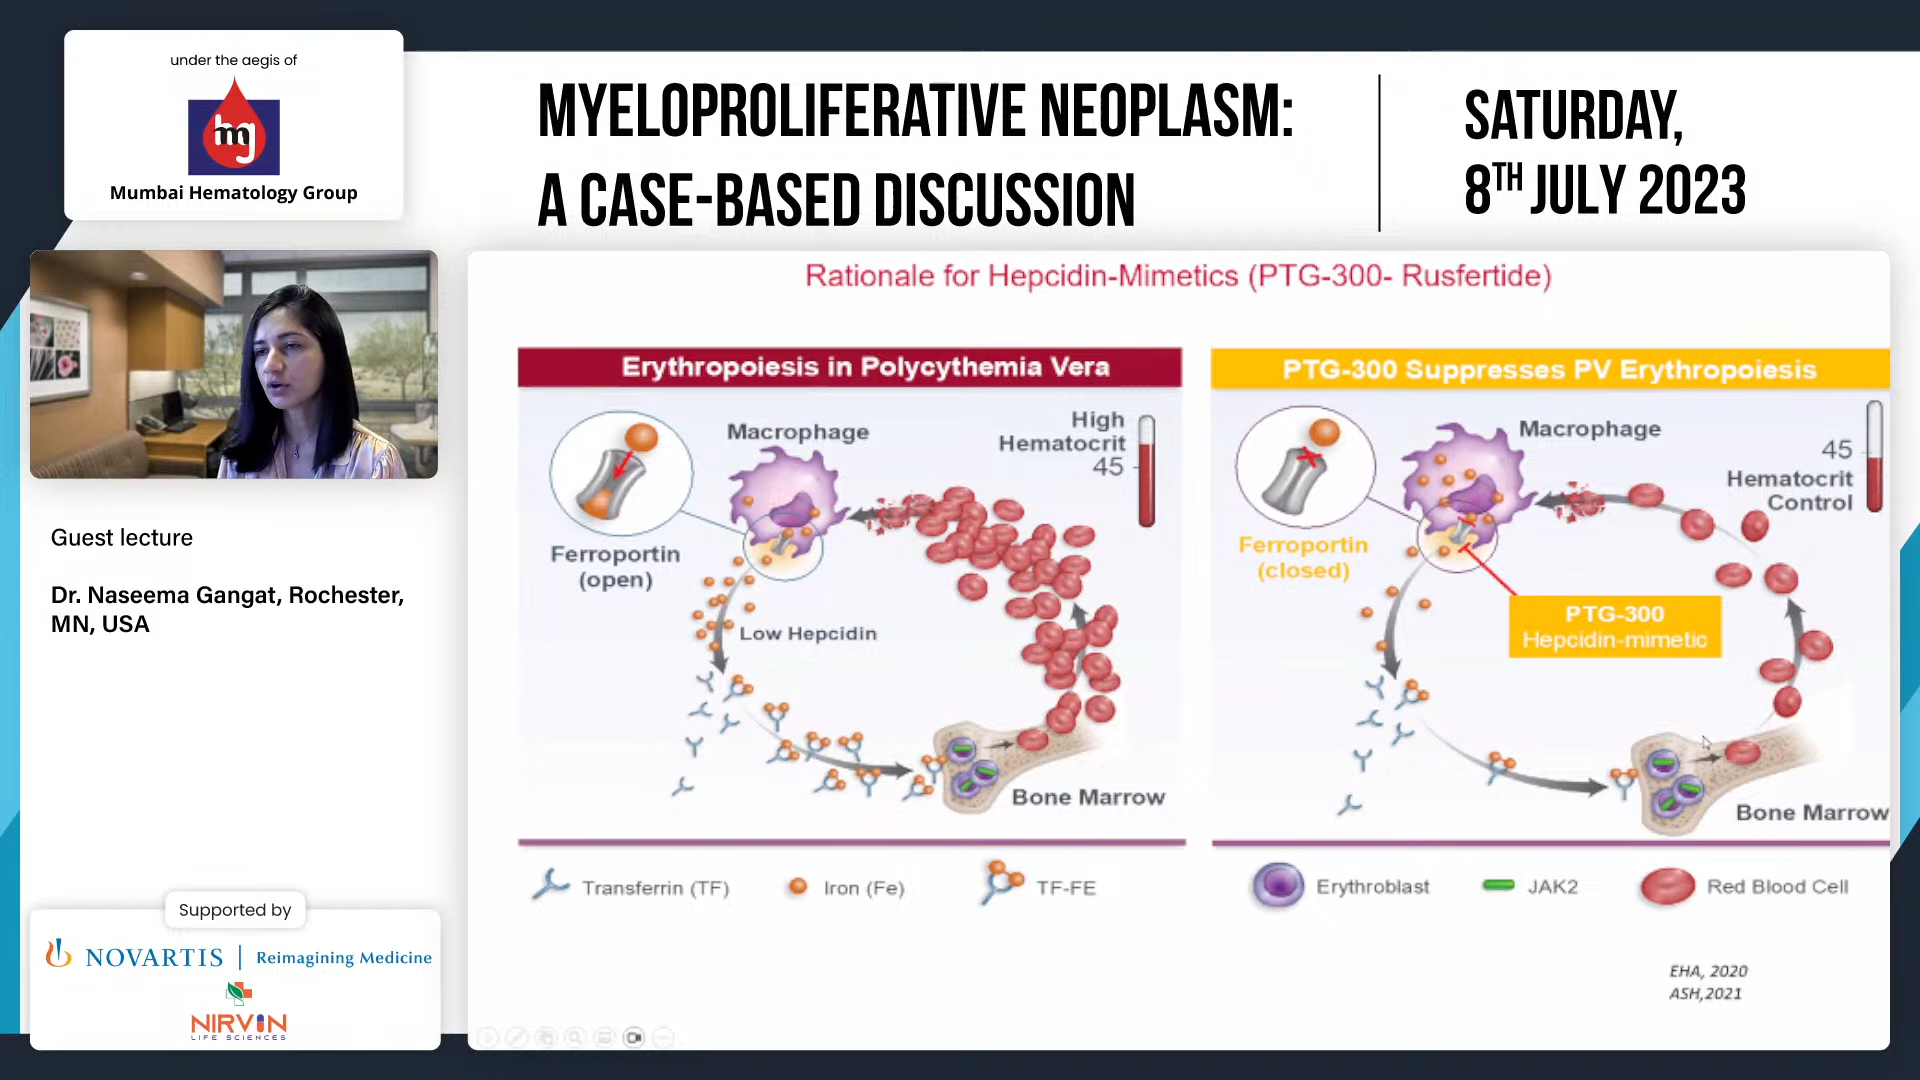 under the aegis of
mg
Mumbai Hematology Group
MYELOPROLIFERATIVE NEOPLASM:
A CASE-BASED DISCUSSION
SATURDAY,
8TH JULY 2023
Guest lecture
Dr. Naseema Gangat, Rochester,
MN, USA
Supported by
NOVARTIS | Reimagining Medicine
NIRVIN
LIFE SCIENCES
Rationale for Hepcidin-Mimetics (PTG-300- Rusfertide)
Erythropoiesis in Polycythemia Vera
Macrophage
High
Hematocrit
45
Ferroportin
(open)
Low Hepcidin
Bone Marrow
Transferrin (TF)
Iron (Fe)
TF-FE
PTG-300 Suppresses PV Erythropoiesis
Macrophage
45
Hematocrit
Control
Ferroportin
(closed)
PTG-300
Hepcidin-mimetic
Bone Marrow
Erythroblast
JAK2
Red Blood Cell
EHA, 2020
ASH,2021